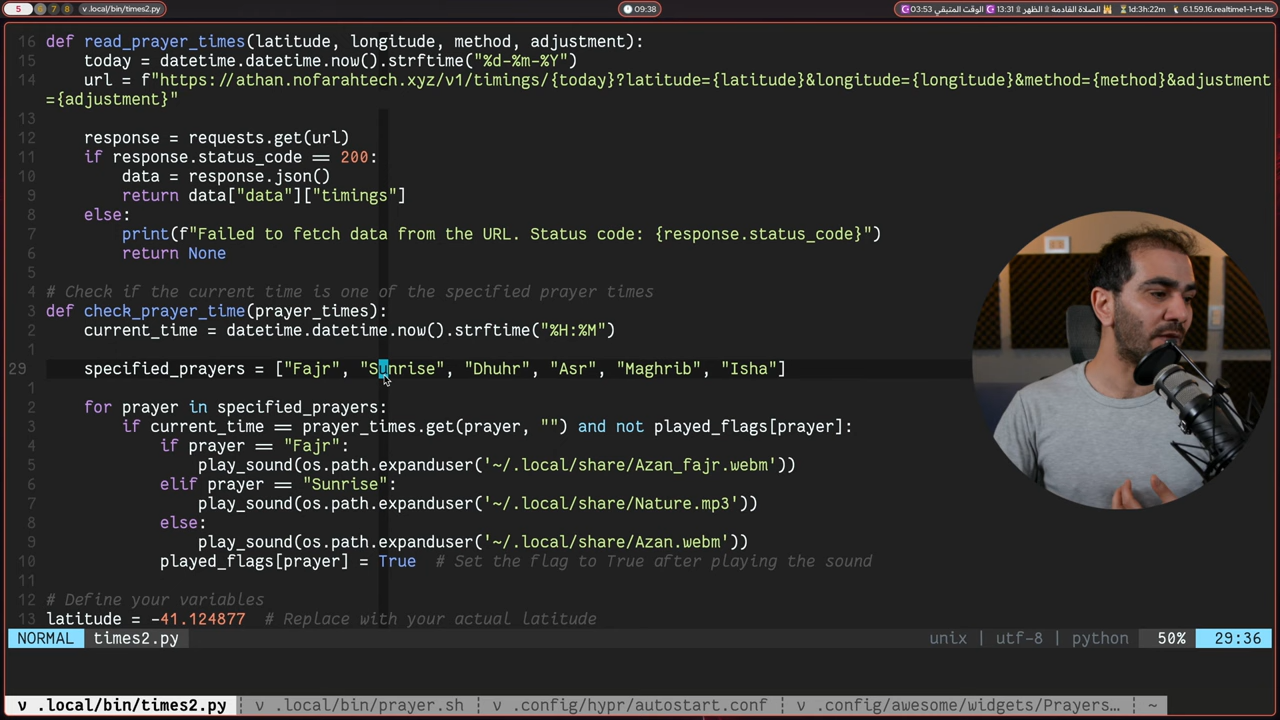 5 6 7 8 v .local/bin/times2.py
09:38
03:53 الوقت المتبقي 13:31 الظهر الصلاة القادمة 1d:3h:22m 6.1.59.16.realtime1-1-rt-lts
16 def read_prayer_times(latitude, longitude, method, adjustment):
15 today = datetime.datetime.now().strftime("%d-%m-%Y")
14 url = f"https://athan.nofarahtech.xyz/v1/timings/{today}?latitude={latitude}&longitude={longitude}&method={method}&adjustment
={adjustment}"
13
12 response = requests.get(url)
11 if response.status_code == 200:
10 data = response.json()
9 return data["data"]["timings"]
8 else:
7 print(f"Failed to fetch data from the URL. Status code: {response.status_code}")
6 return None
5
4 # Check if the current time is one of the specified prayer times
3 def check_prayer_time(prayer_times):
2 current_time = datetime.datetime.now().strftime("%H:%M")
1
29 specified_prayers = ["Fajr", "Sunrise", "Dhuhr", "Asr", "Maghrib", "Isha"]
1
2 for prayer in specified_prayers:
3 if current_time == prayer_times.get(prayer, "") and not played_flags[prayer]:
4 if prayer == "Fajr":
5 play_sound(os.path.expanduser('~/.local/share/Azan_fajr.webm'))
6 elif prayer == "Sunrise":
7 play_sound(os.path.expanduser('~/.local/share/Nature.mp3'))
8 else:
9 play_sound(os.path.expanduser('~/.local/share/Azan.webm'))
10 played_flags[prayer] = True # Set the flag to True after playing the sound
11
12 # Define your variables
13 latitude = -41.124877 # Replace with your actual latitude
NORMAL times2.py unix | utf-8 | python 50% 29:36
v .local/bin/times2.py v .local/bin/prayer.sh v .config/hypr/autostart.conf v .config/awesome/widgets/Prayers… ~